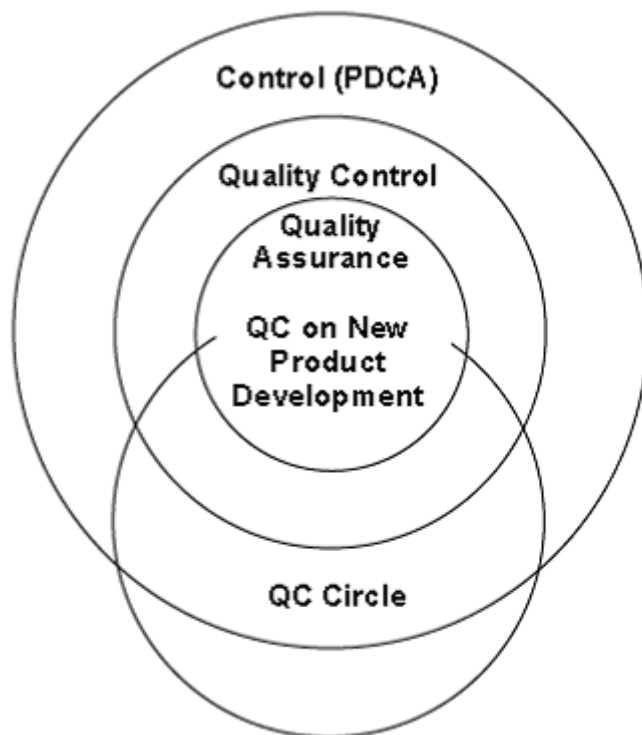 Control (PDCA)
Quality Control
Quality
Assurance
QC on New
Product
Development
QC Circle